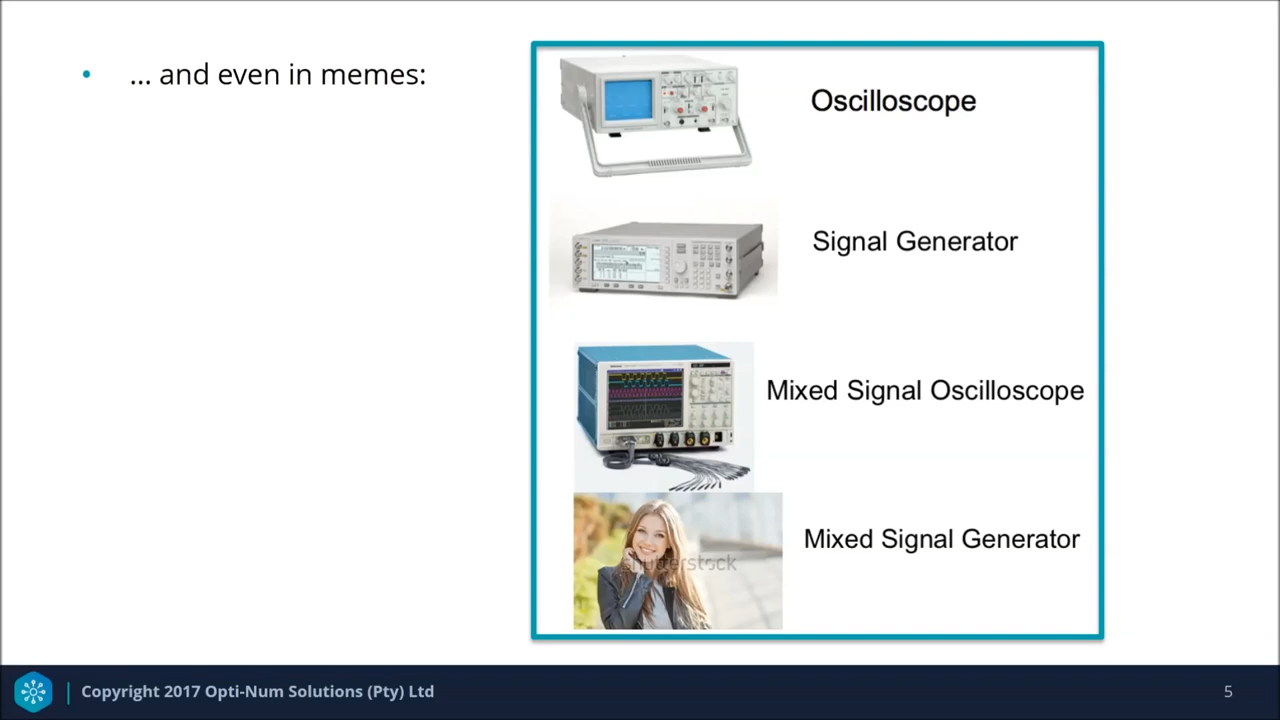 • ... and even in memes:
Oscilloscope
Signal Generator
Mixed Signal Oscilloscope
Mixed Signal Generator
shutterstock
Copyright 2017 Opti-Num Solutions (Pty) Ltd
5